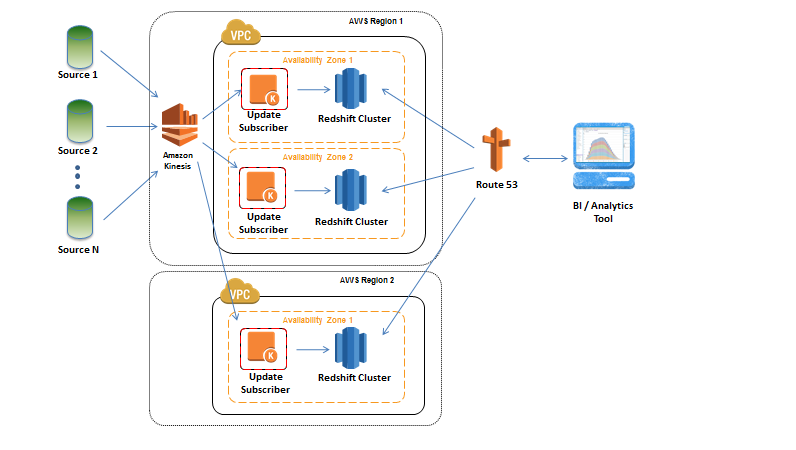 AWS Region 1
VPC
Availability Zone 1
Source 1
K
Update
Subscriber
Redshift Cluster
Source 2
Amazon
Kinesis
Availability Zone 2
K
Update
Subscriber
Redshift Cluster
Route 53
BI / Analytics
Tool
Source N
AWS Region 2
VPC
Availability Zone 1
K
Update
Subscriber
Redshift Cluster